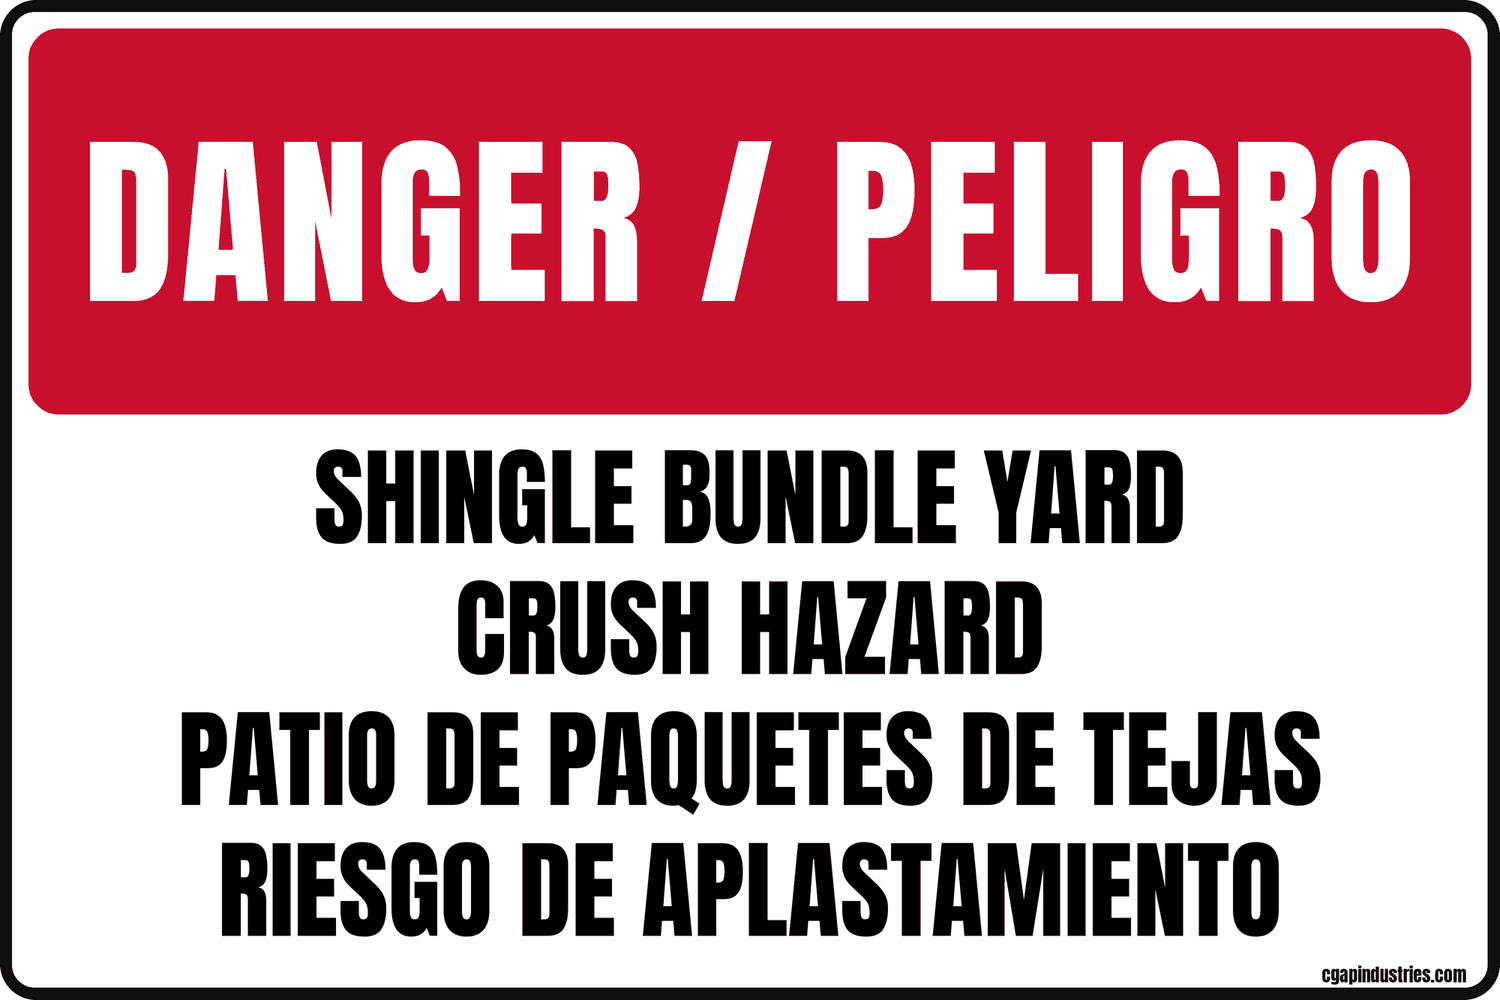 DANGER / PELIGRO
SHINGLE BUNDLE YARD
CRUSH HAZARD
PATIO DE PAQUETES DE TEJAS
RIESGO DE APLASTAMIENTO
cgapindustries.com